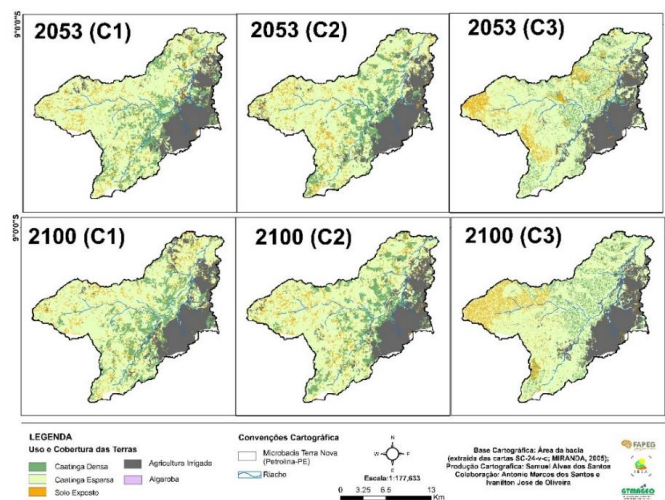 2053 (C1)
2053 (C2)
2053 (C3)
9°0'0"S
2100 (C1)
2100 (C2)
2100 (C3)
9°0'0"S
LEGENDA
Uso e Cobertura das Terras
Caatinga Densa
Caatinga Esparsa
Solo Exposto
Agricultura Irrigada
Algaroba
Convenções Cartográfica
Microbacia Terra Nova
(Petrolina-PE)
Riacho
N
Escala:1:177,633
0 3.25 6.5 13
Km
Base Cartografica: Área da bacia
(extraida das cartas SC-24-v-c; MIRANDA, 2005);
Produção Cartografica: Samuel Alves dos Santos
Colaboração: Antonio Marcos dos Santos e
Ivanilton Jose de Oliveira
FAPEG
GTMAGEO